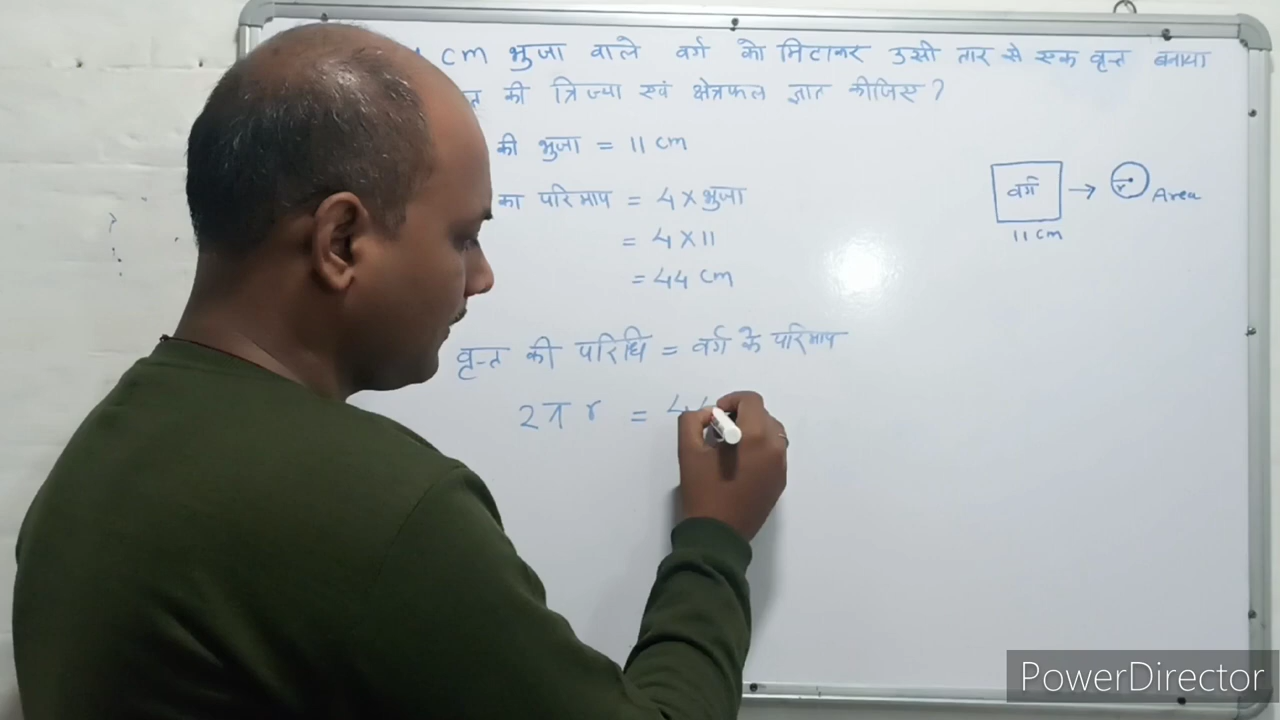 cm भुजा वाले वर्ग को मिटाकर उसी तार से एक वृत्त बनाया
की त्रिज्या एवं क्षेत्रफल ज्ञात कीजिए ?
की भुजा = 11 cm
का परिमाप = 4 × भुजा
= 4 × 11
= 44 cm
वृत्त की परिधि = वर्ग के परिमाप
2πr = 44
वर्ग → r Area
11 cm
PowerDirector